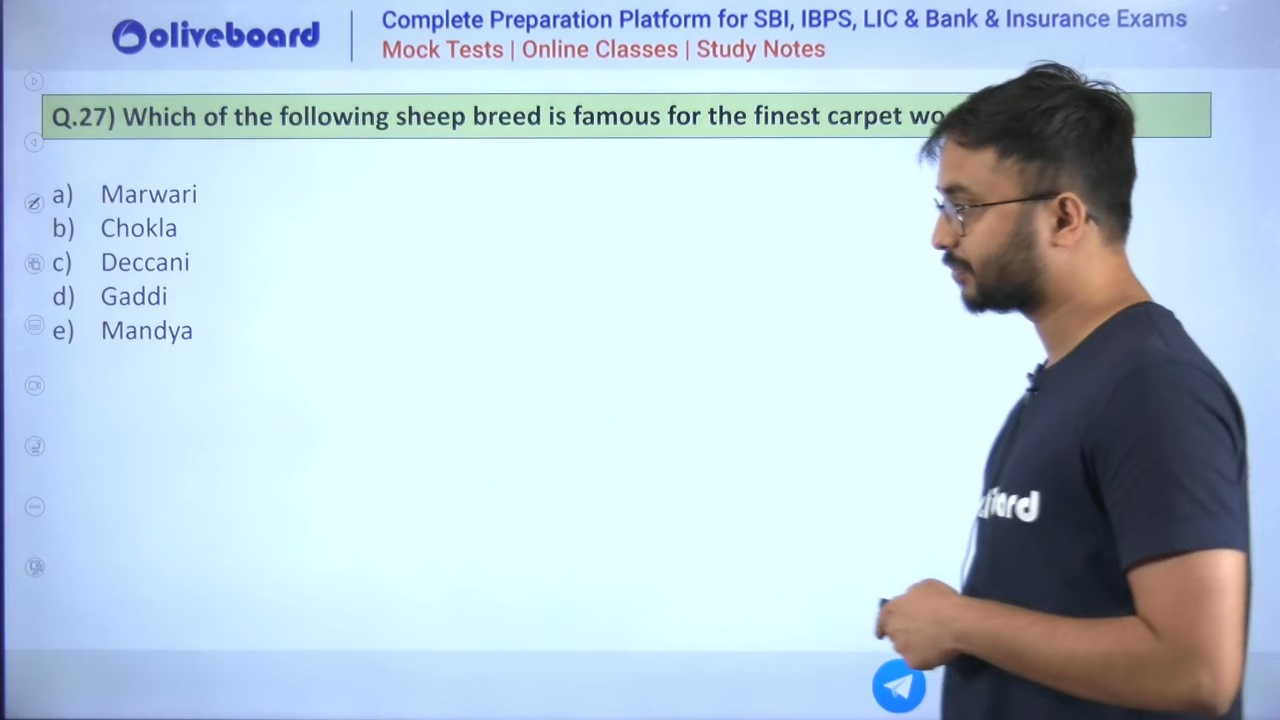 oliveboard
Complete Preparation Platform for SBI, IBPS, LIC & Bank & Insurance Exams
Mock Tests | Online Classes | Study Notes
Q.27) Which of the following sheep breed is famous for the finest carpet
a) Marwari
b) Chokla
c) Deccani
d) Gaddi
e) Mandya